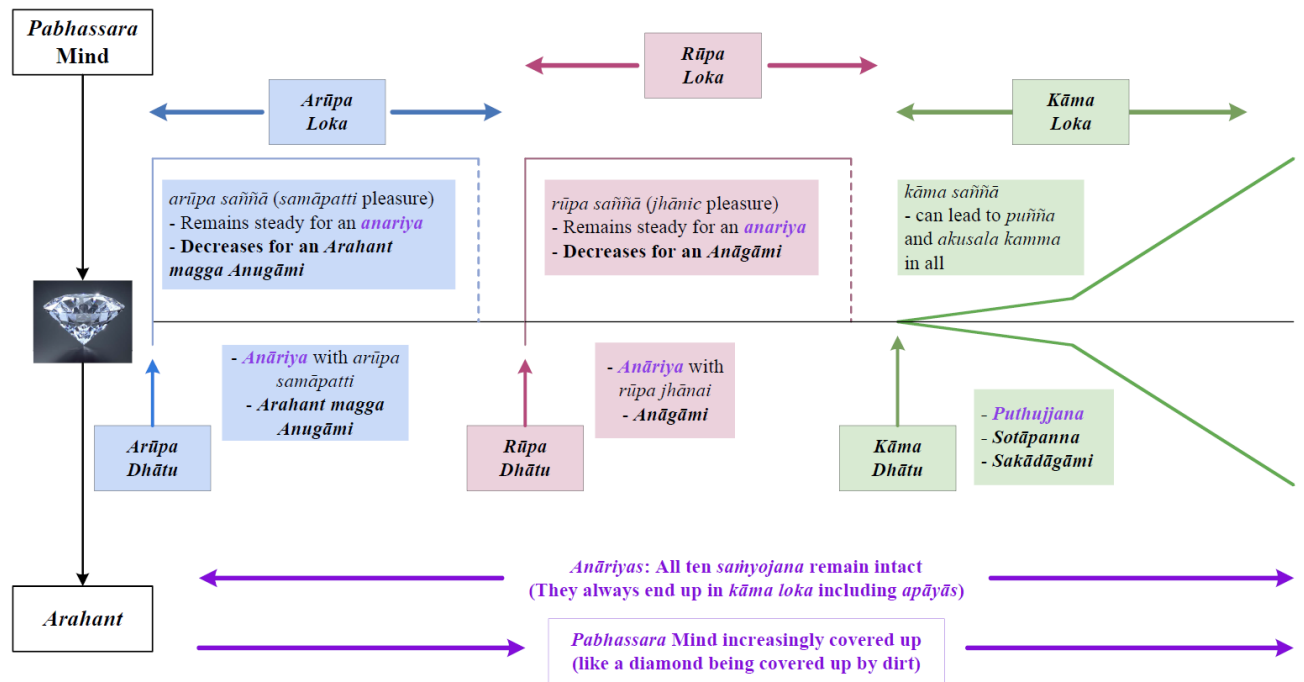 Pabhassara
Mind
Rūpa
Loka
Arūpa
Loka
Kāma
Loka
arūpa saññā (samāpatti pleasure)
- Remains steady for an anariya
- Decreases for an Arahant
magga Anugāmi
rūpa saññā (jhānic pleasure)
- Remains steady for an anariya
- Decreases for an Anāgāmi
kāma saññā
- can lead to puñña
and akusala kamma
in all
- Anāriya with arūpa
samāpatti
- Arahant magga
Anugāmi
- Anāriya with
rūpa jhānai
- Anāgāmi
- Puthujjana
- Sotāpanna
- Sakādāgāmi
Arūpa
Dhātu
Rūpa
Dhātu
Kāma
Dhātu
Anāriyas: All ten saṁyojana remain intact
(They always end up in kāma loka including apāyās)
Arahant
Pabhassara Mind increasingly covered up
(like a diamond being covered up by dirt)